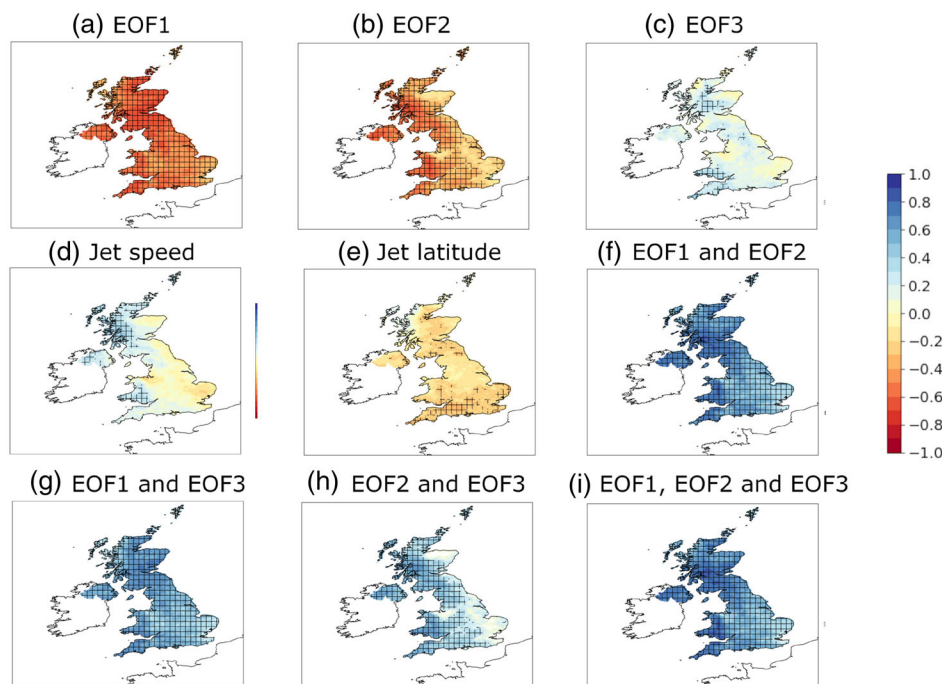 (a) EOF1
(b) EOF2
(c) EOF3
(d) Jet speed
(e) Jet latitude
(f) EOF1 and EOF2
(g) EOF1 and EOF3
(h) EOF2 and EOF3
(i) EOF1, EOF2 and EOF3
1.0
0.8
0.6
0.4
0.2
0.0
−0.2
−0.4
−0.6
−0.8
−1.0